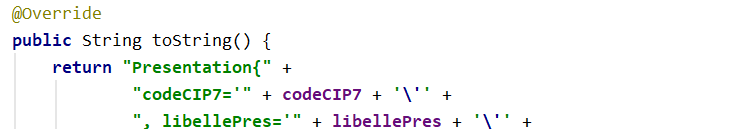 @Override
public String toString() {
return "Presentation{" +
"codeCIP7='" + codeCIP7 + '\'' +
", libellePres='" + libellePres + '\'' +